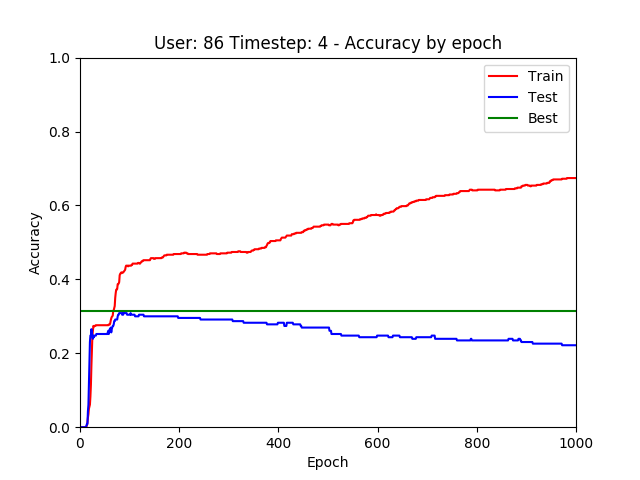 User: 86 Timestep: 4 - Accuracy by epoch
1.0
0.8
0.6
0.4
0.2
0.0
Accuracy
Train
Test
Best
0 200 400 600 800 1000
Epoch